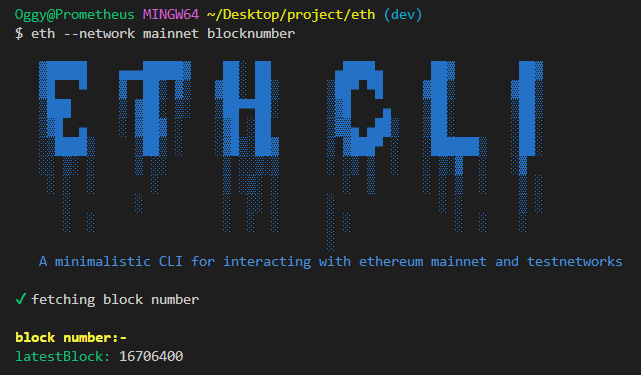 Oggy@Prometheus MINGW64 ~/Desktop/project/eth (dev)
$ eth --network mainnet blocknumber
ETH CLI
A minimalistic CLI for interacting with ethereum mainnet and testnetworks
✓ fetching block number
block number:-
latestBlock: 16706400